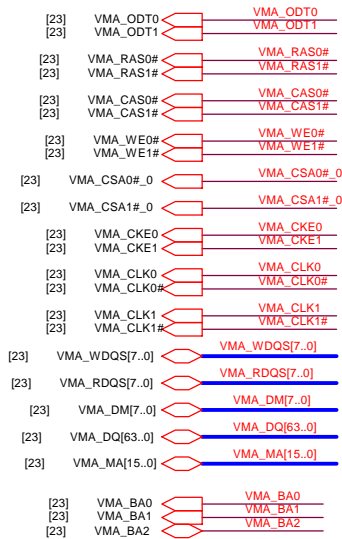 [23] VMA_ODT0 VMA_ODT0
[23] VMA_ODT1 VMA_ODT1
[23] VMA_RAS0# VMA_RAS0#
[23] VMA_RAS1# VMA_RAS1#
[23] VMA_CAS0# VMA_CAS0#
[23] VMA_CAS1# VMA_CAS1#
[23] VMA_WE0# VMA_WE0#
[23] VMA_WE1# VMA_WE1#
[23] VMA_CSA0#_0 VMA_CSA0#_0
[23] VMA_CSA1#_0 VMA_CSA1#_0
[23] VMA_CKE0 VMA_CKE0
[23] VMA_CKE1 VMA_CKE1
[23] VMA_CLK0 VMA_CLK0
[23] VMA_CLK0# VMA_CLK0#
[23] VMA_CLK1 VMA_CLK1
[23] VMA_CLK1# VMA_CLK1#
[23] VMA_WDQS[7..0] VMA_WDQS[7..0]
[23] VMA_RDQS[7..0] VMA_RDQS[7..0]
[23] VMA_DM[7..0] VMA_DM[7..0]
[23] VMA_DQ[63..0] VMA_DQ[63..0]
[23] VMA_MA[15..0] VMA_MA[15..0]
[23] VMA_BA0 VMA_BA0
[23] VMA_BA1 VMA_BA1
[23] VMA_BA2 VMA_BA2